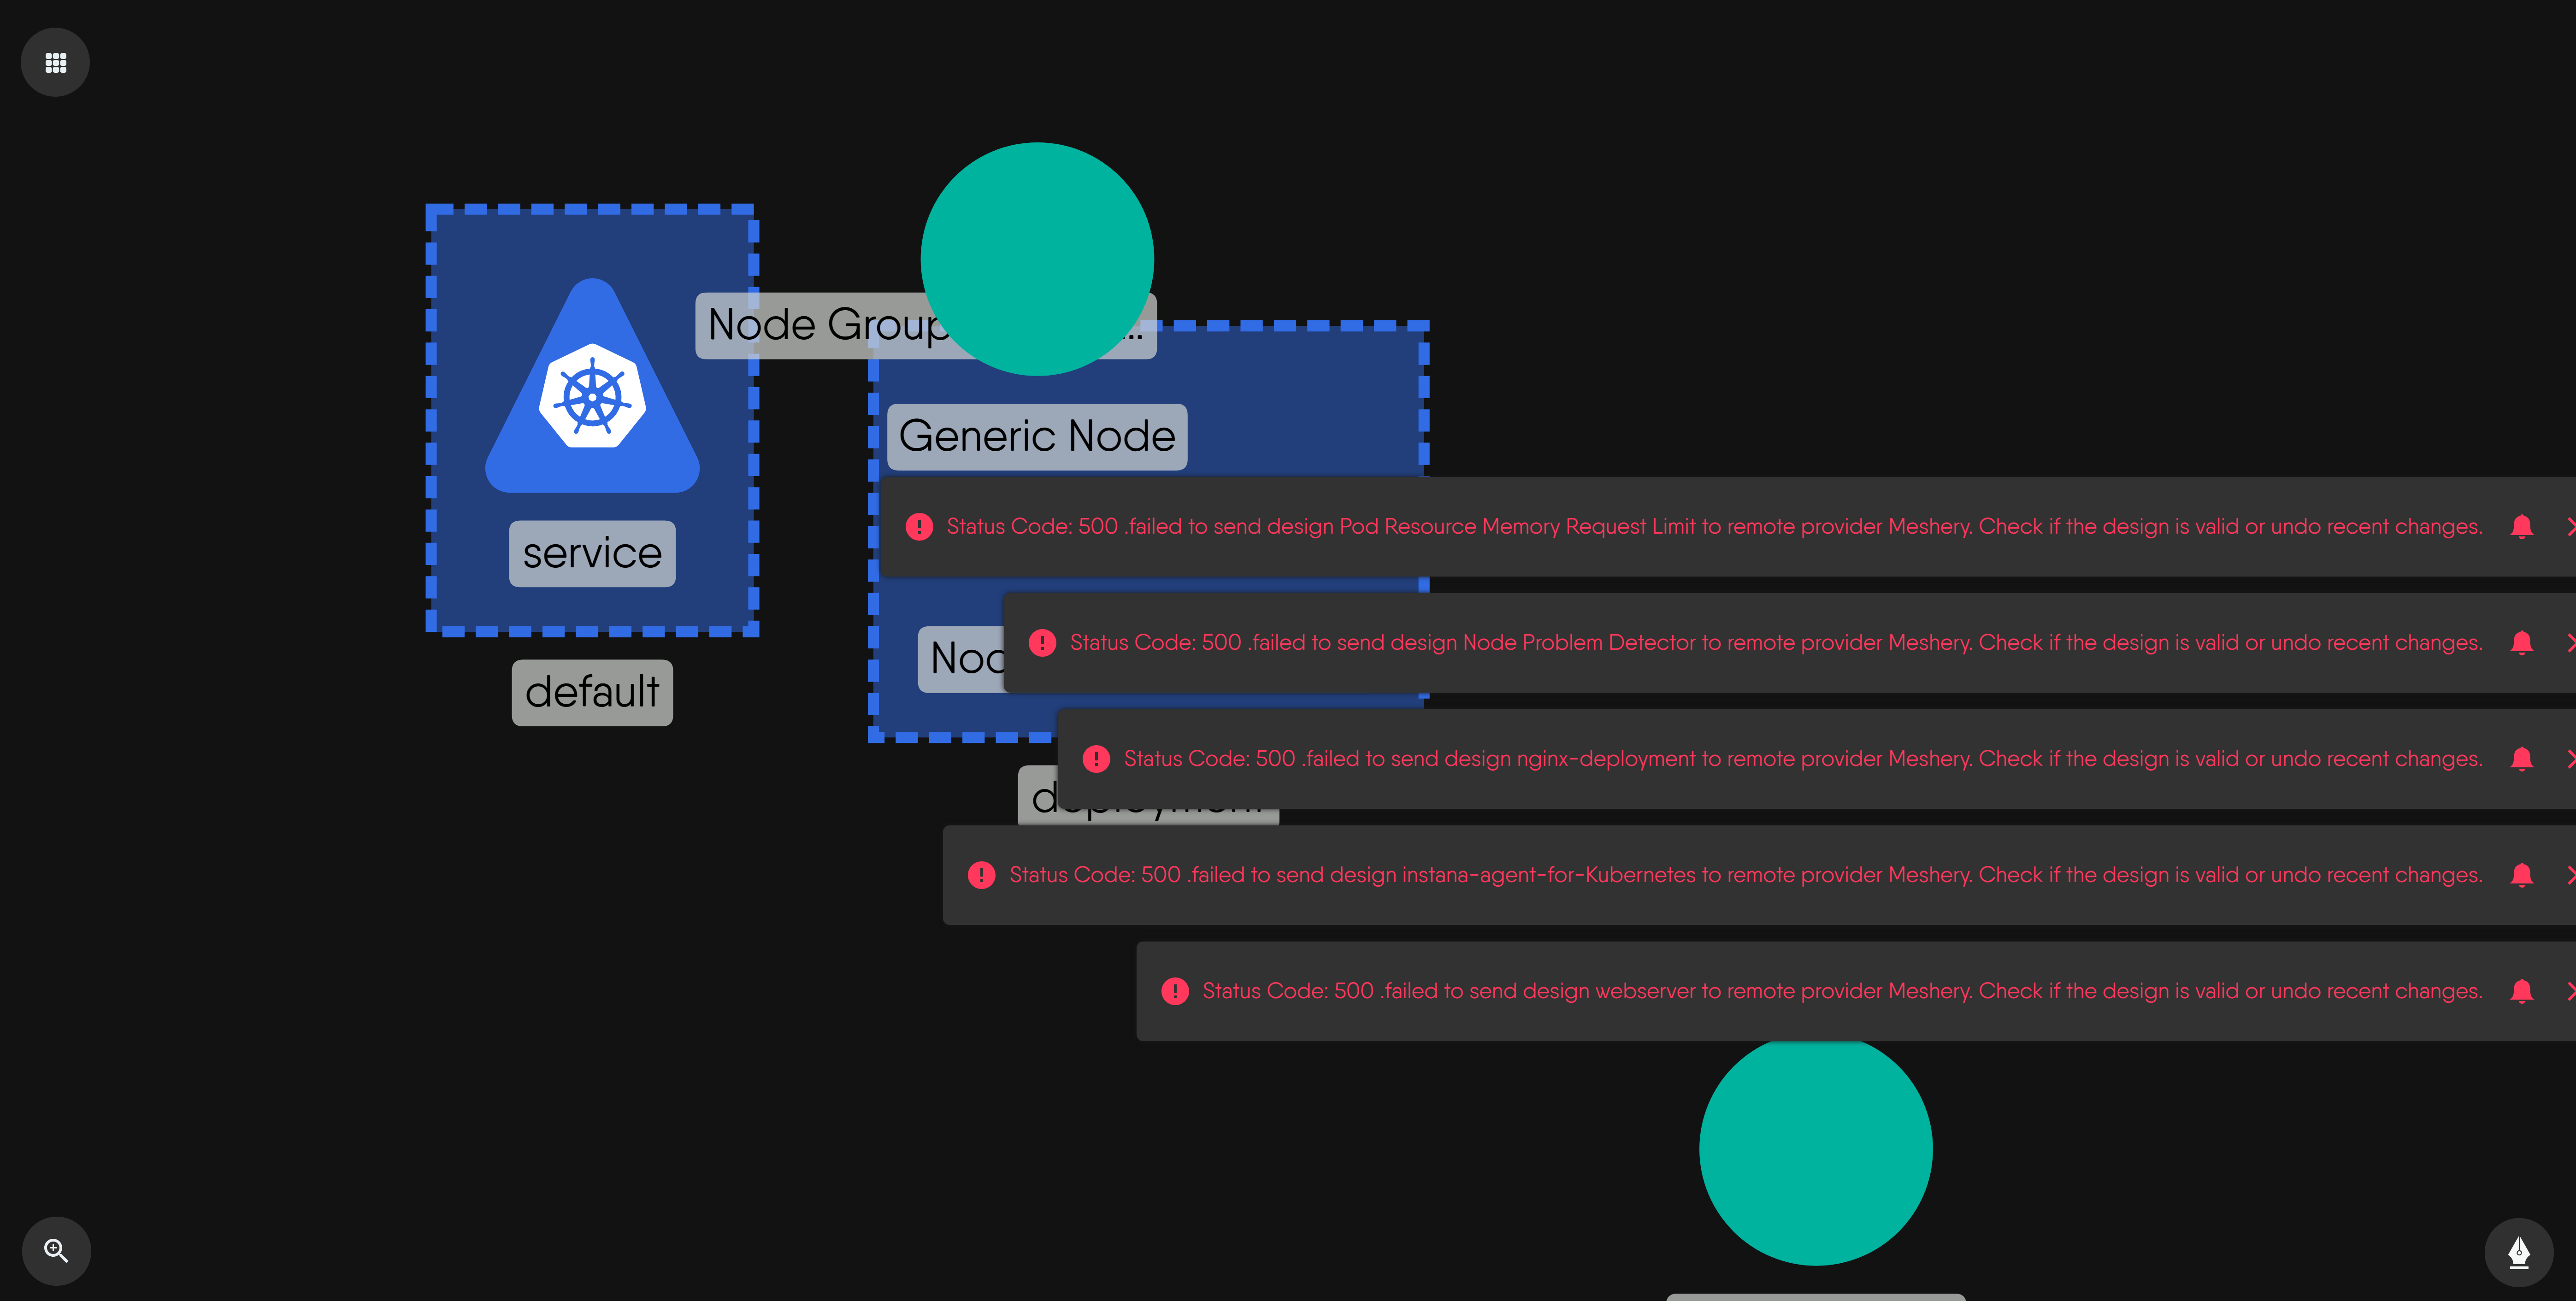 Node Group
...
Generic Node
service
Status Code: 500 .failed to send design Pod Resource Memory Request Limit to remote provider Meshery. Check if the design is valid or undo recent changes.
Status Code: 500 .failed to send design Node Problem Detector to remote provider Meshery. Check if the design is valid or undo recent changes.
default
Status Code: 500 .failed to send design nginx-deployment to remote provider Meshery. Check if the design is valid or undo recent changes.
deployment
Status Code: 500 .failed to send design instana-agent-for-Kubernetes to remote provider Meshery. Check if the design is valid or undo recent changes.
Status Code: 500 .failed to send design webserver to remote provider Meshery. Check if the design is valid or undo recent changes.